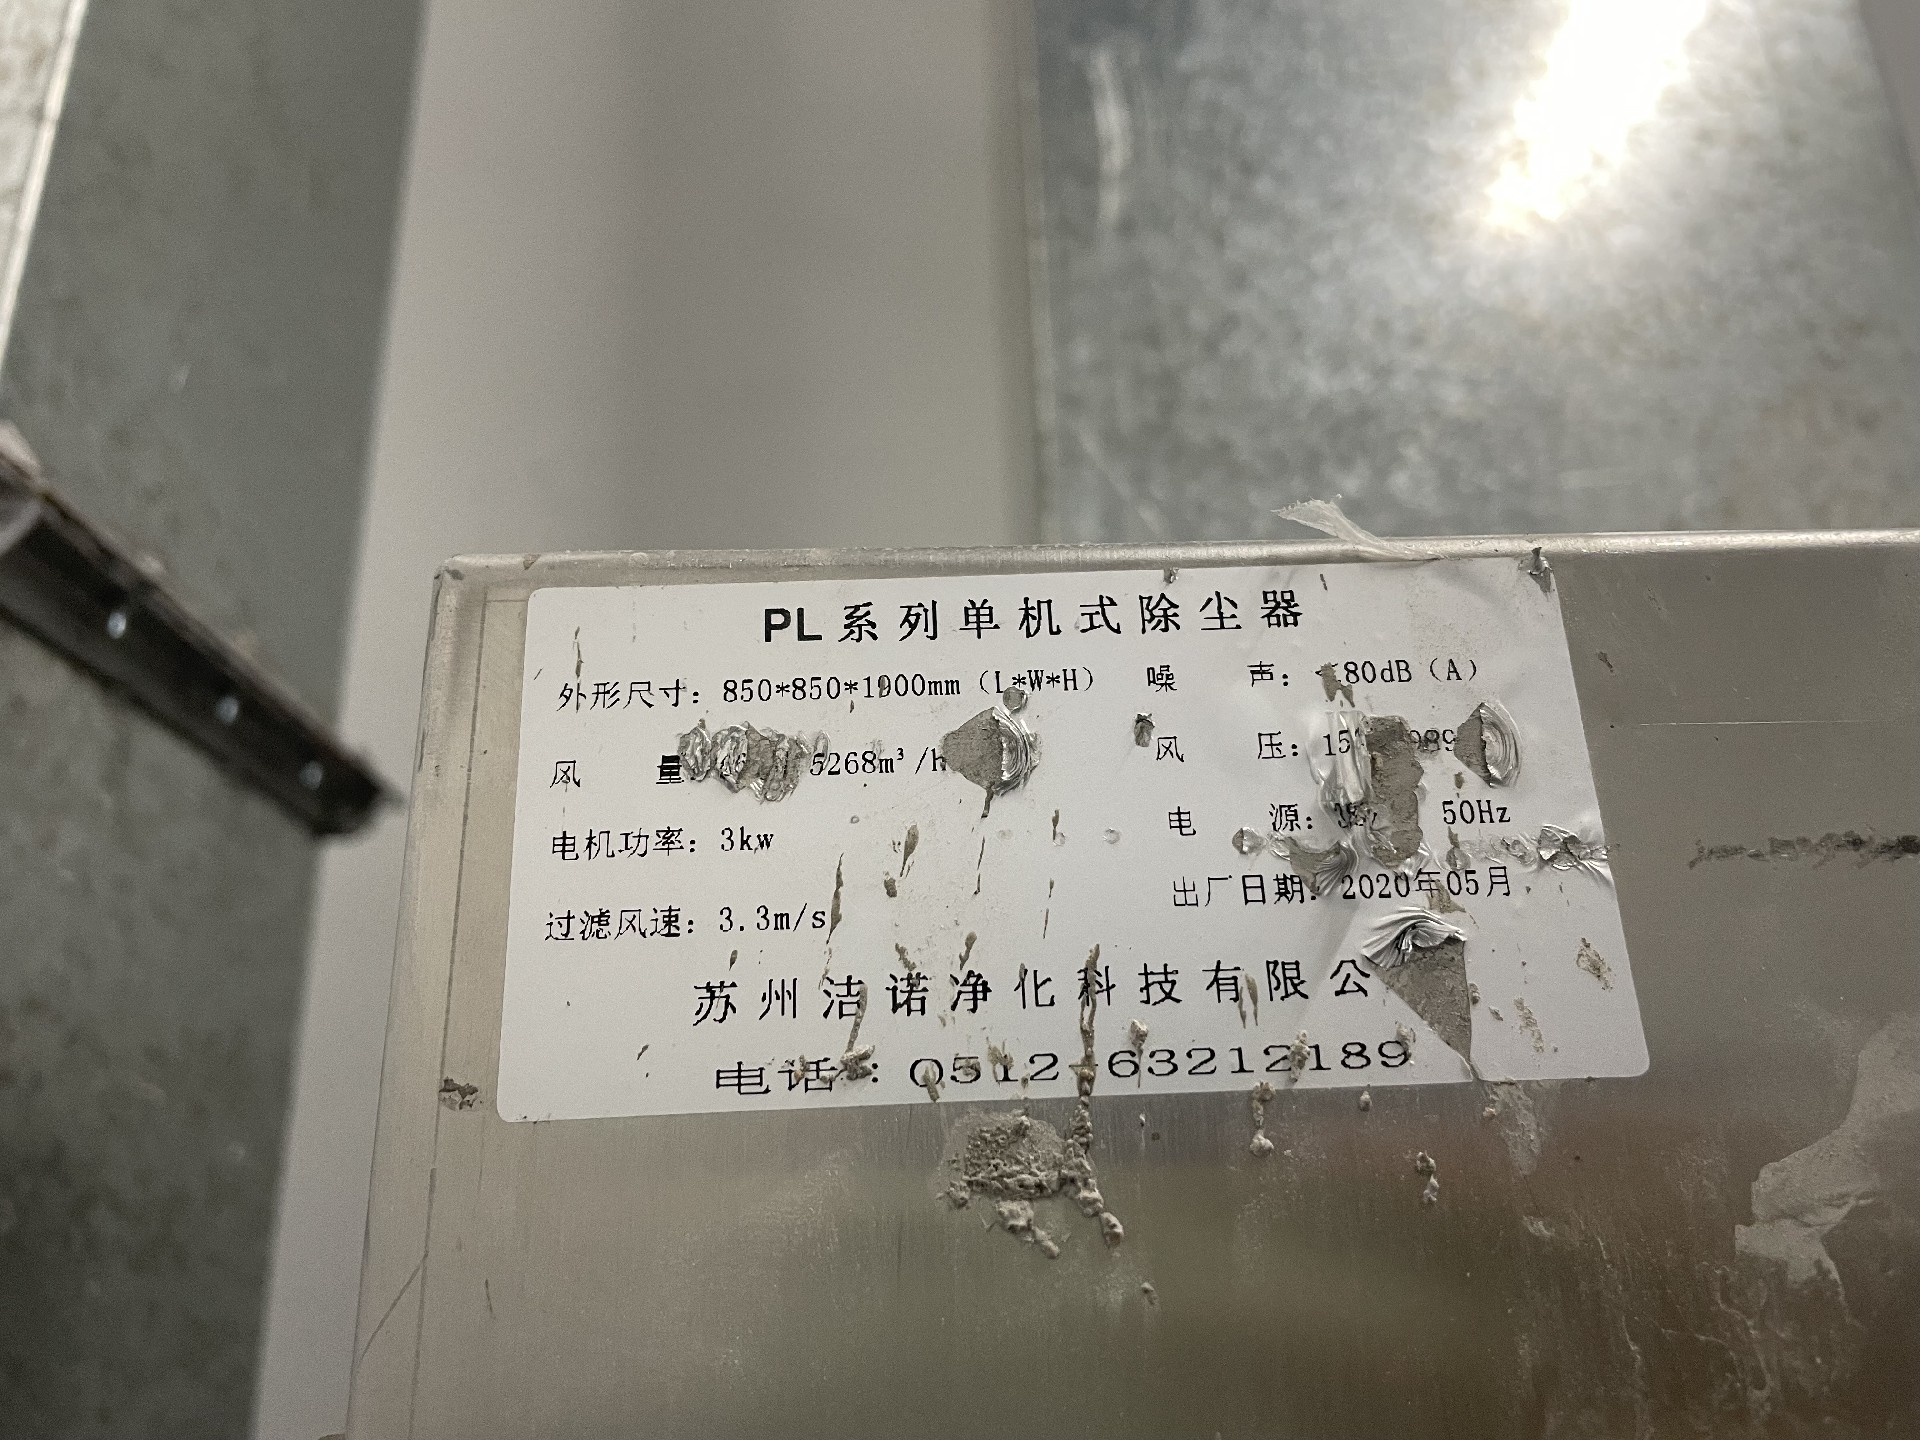 PL系列单机式除尘器
外形尺寸：850*850*1900mm（L*W*H） 噪 声：80dB（A）
风 量： 5268m³/h 风 压：
电机功率：3kw 电 源： 50Hz
过滤风速：3.3m/s 出厂日期：2020年05月
苏州洁诺净化科技有限公
电话：0512-63212189